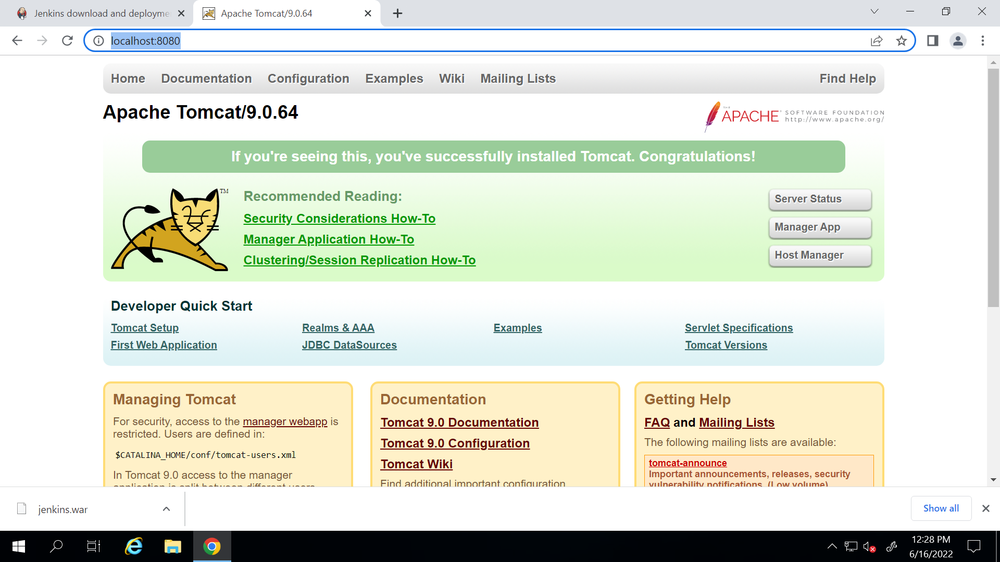 Jenkins download and deployme
Apache Tomcat/9.0.64
localhost:8080
Home Documentation Configuration Examples Wiki Mailing Lists Find Help
Apache Tomcat/9.0.64
THE
APACHE® SOFTWARE FOUNDATION
http://www.apache.org/
If you're seeing this, you've successfully installed Tomcat. Congratulations!
TM
Recommended Reading:
Security Considerations How-To
Manager Application How-To
Clustering/Session Replication How-To
Server Status
Manager App
Host Manager
Developer Quick Start
Tomcat Setup
First Web Application
Realms & AAA
JDBC DataSources
Examples
Servlet Specifications
Tomcat Versions
Managing Tomcat
For security, access to the manager webapp is
restricted. Users are defined in:
$CATALINA_HOME/conf/tomcat-users.xml
In Tomcat 9.0 access to the manager
application is split between different users.
Documentation
Tomcat 9.0 Documentation
Tomcat 9.0 Configuration
Tomcat Wiki
Find additional important configuration
Getting Help
FAQ and Mailing Lists
The following mailing lists are available:
tomcat-announce
Important announcements, releases, security
vulnerability notifications. (Low volume).
jenkins.war
Show all
12:28 PM
6/16/2022